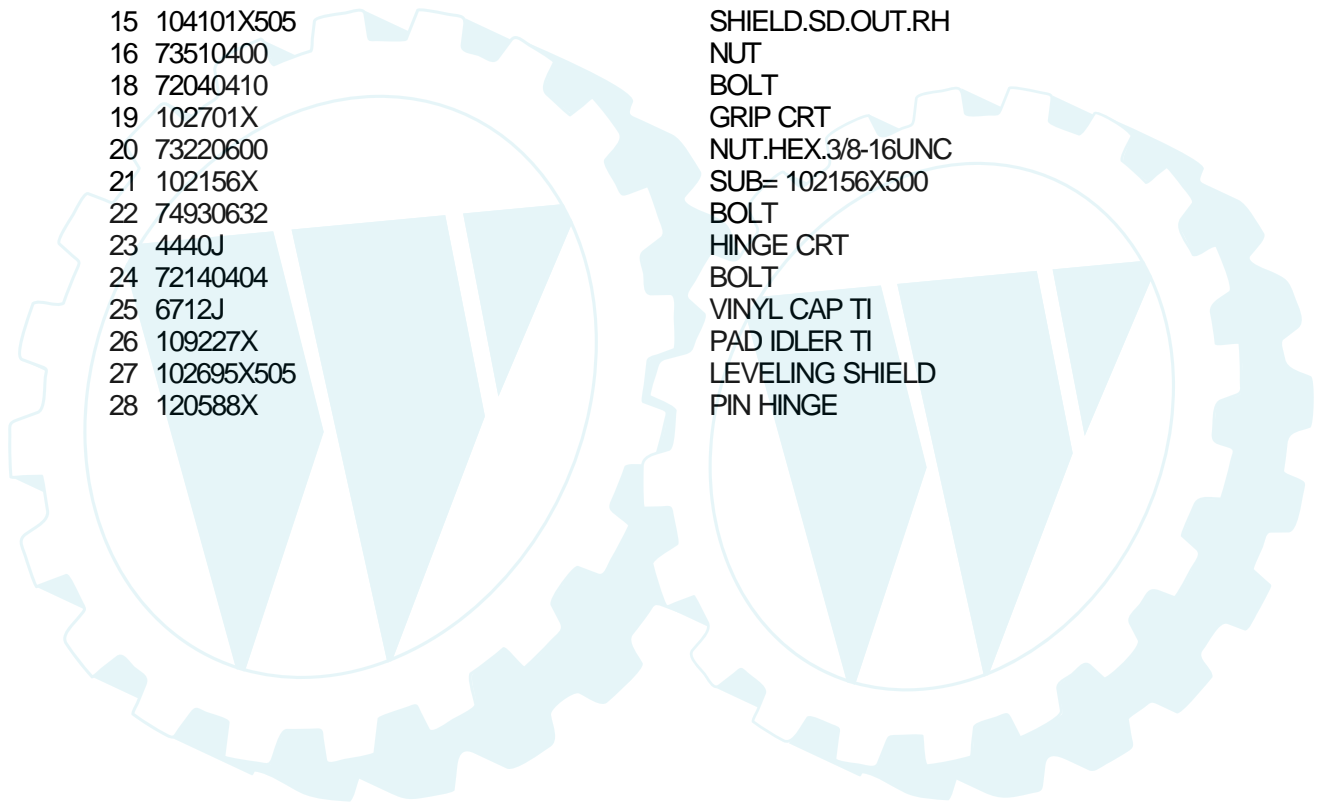 15 104101X505 SHIELD.SD.OUT.RH
16 73510400 NUT
18 72040410 BOLT
19 102701X GRIP CRT
20 73220600 NUT.HEX.3/8-16UNC
21 102156X SUB= 102156X500
22 74930632 BOLT
23 4440J HINGE CRT
24 72140404 BOLT
25 6712J VINYL CAP TI
26 109227X PAD IDLER TI
27 102695X505 LEVELING SHIELD
28 120588X PIN HINGE